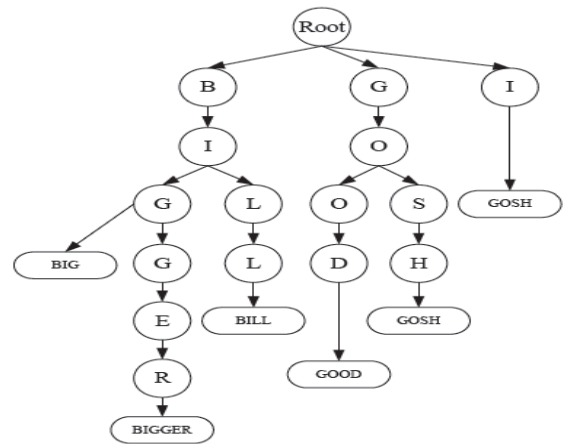 Root
B G I
I O
G L O S
GOSH
G L D H
BIG
E BILL GOSH
R GOOD
BIGGER